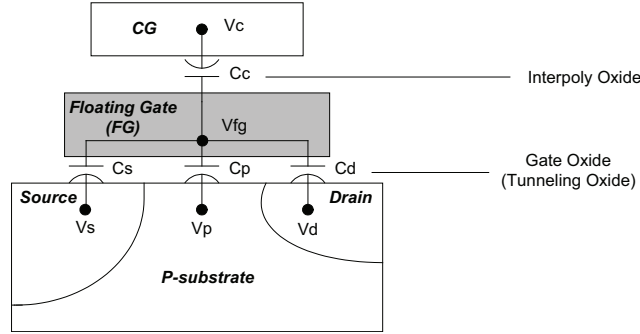 CG
Vc
Cc
Interpoly Oxide
Floating Gate
(FG)
Vfg
Cs
Cp
Cd
Gate Oxide
(Tunneling Oxide)
Source
Drain
Vs
Vp
Vd
P-substrate